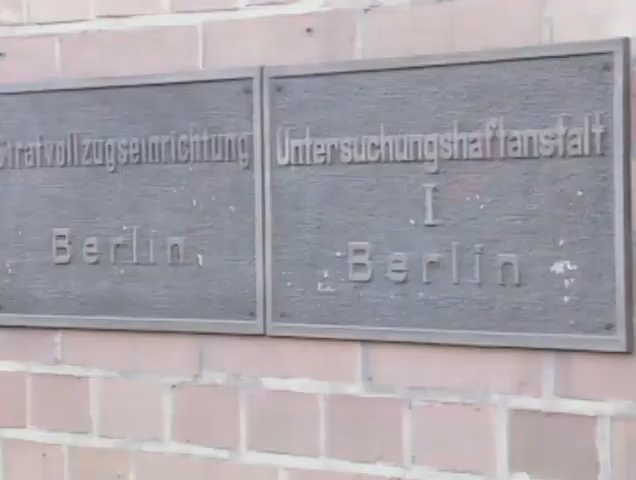 Strafvollzugseinrichtung
Berlin
Untersuchungshaftanstalt
I
Berlin